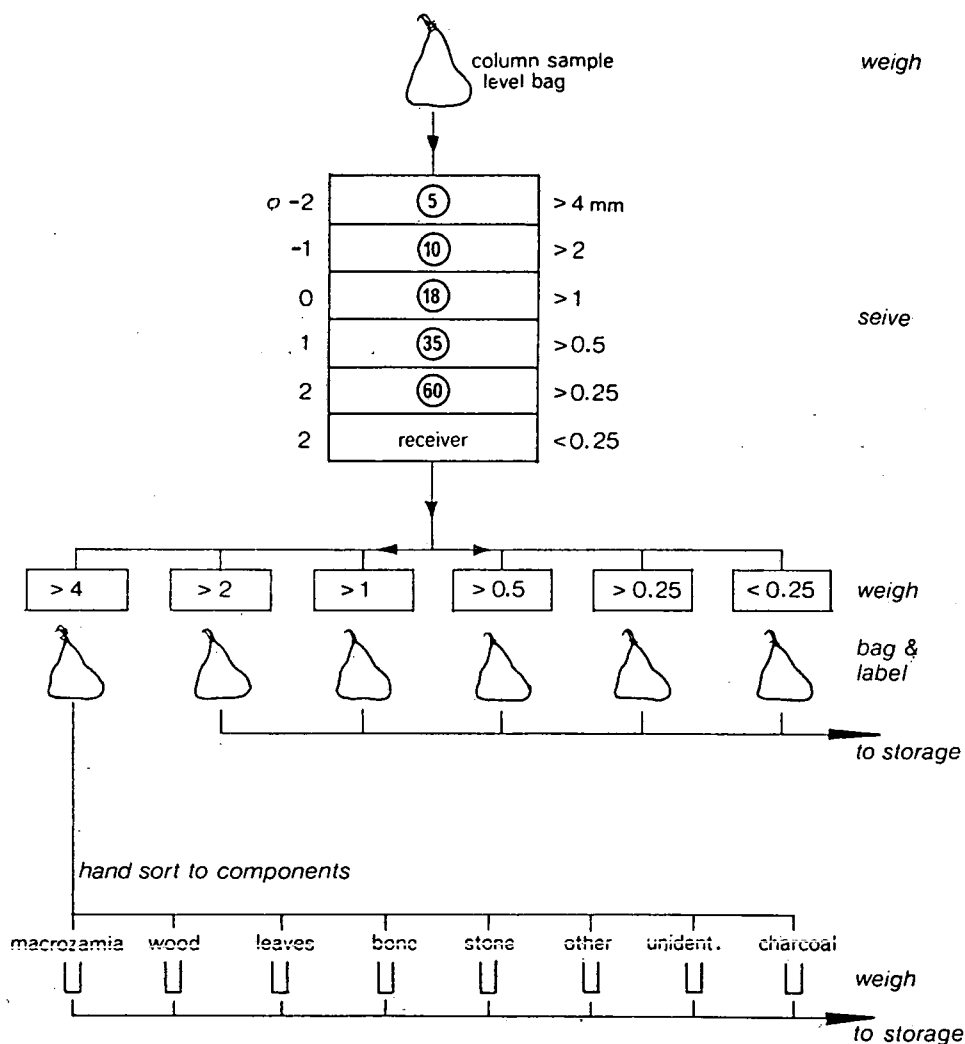 column sample
level bag
weigh
φ -2 5 > 4 mm
-1 10 > 2
0 18 > 1
1 35 > 0.5
2 60 > 0.25
2 receiver < 0.25
seive
> 4 > 2 > 1 > 0.5 > 0.25 < 0.25 weigh
bag &
label
to storage
hand sort to components
macrozamia wood leaves bone stone other unident. charcoal
weigh
to storage